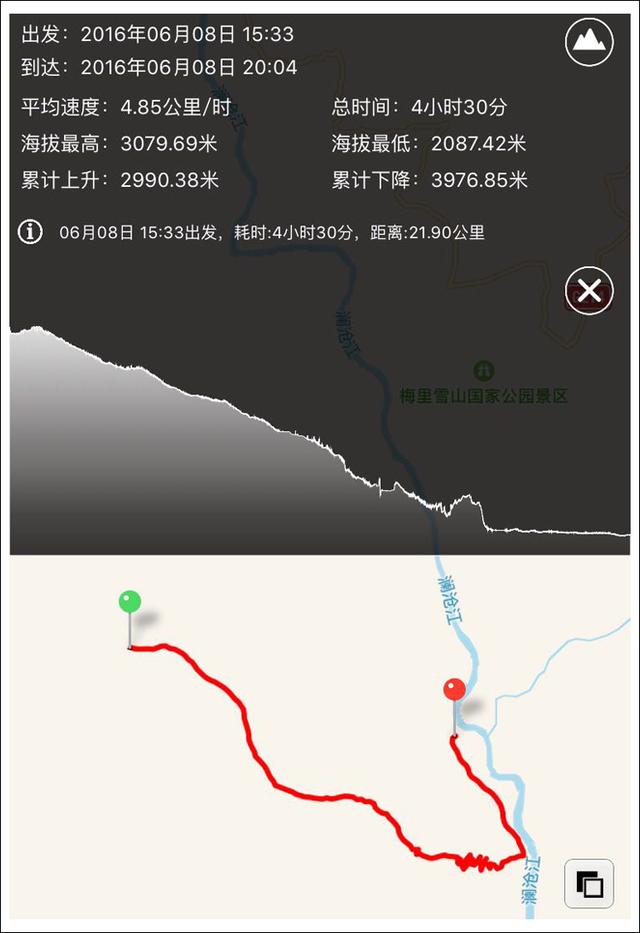 出发：2016年06月08日 15:33
到达：2016年06月08日 20:04
平均速度：4.85公里/时
总时间：4小时30分
海拔最高：3079.69米
海拔最低：2087.42米
累计上升：2990.38米
累计下降：3976.85米
06月08日 15:33出发，耗时:4小时30分，距离:21.90公里
澜沧江
澜沧江
梅里雪山国家公园景区
澜沧江
澜沧江